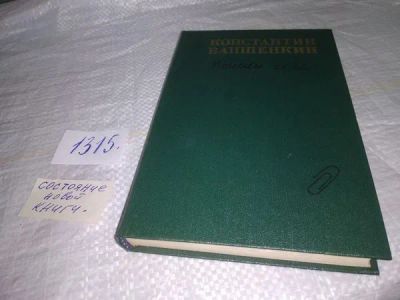 КОНСТАНТИН
ВАНШЕНКИН
1315.
СОСТОЯНИЕ
НОВОЙ
КНИГИ.